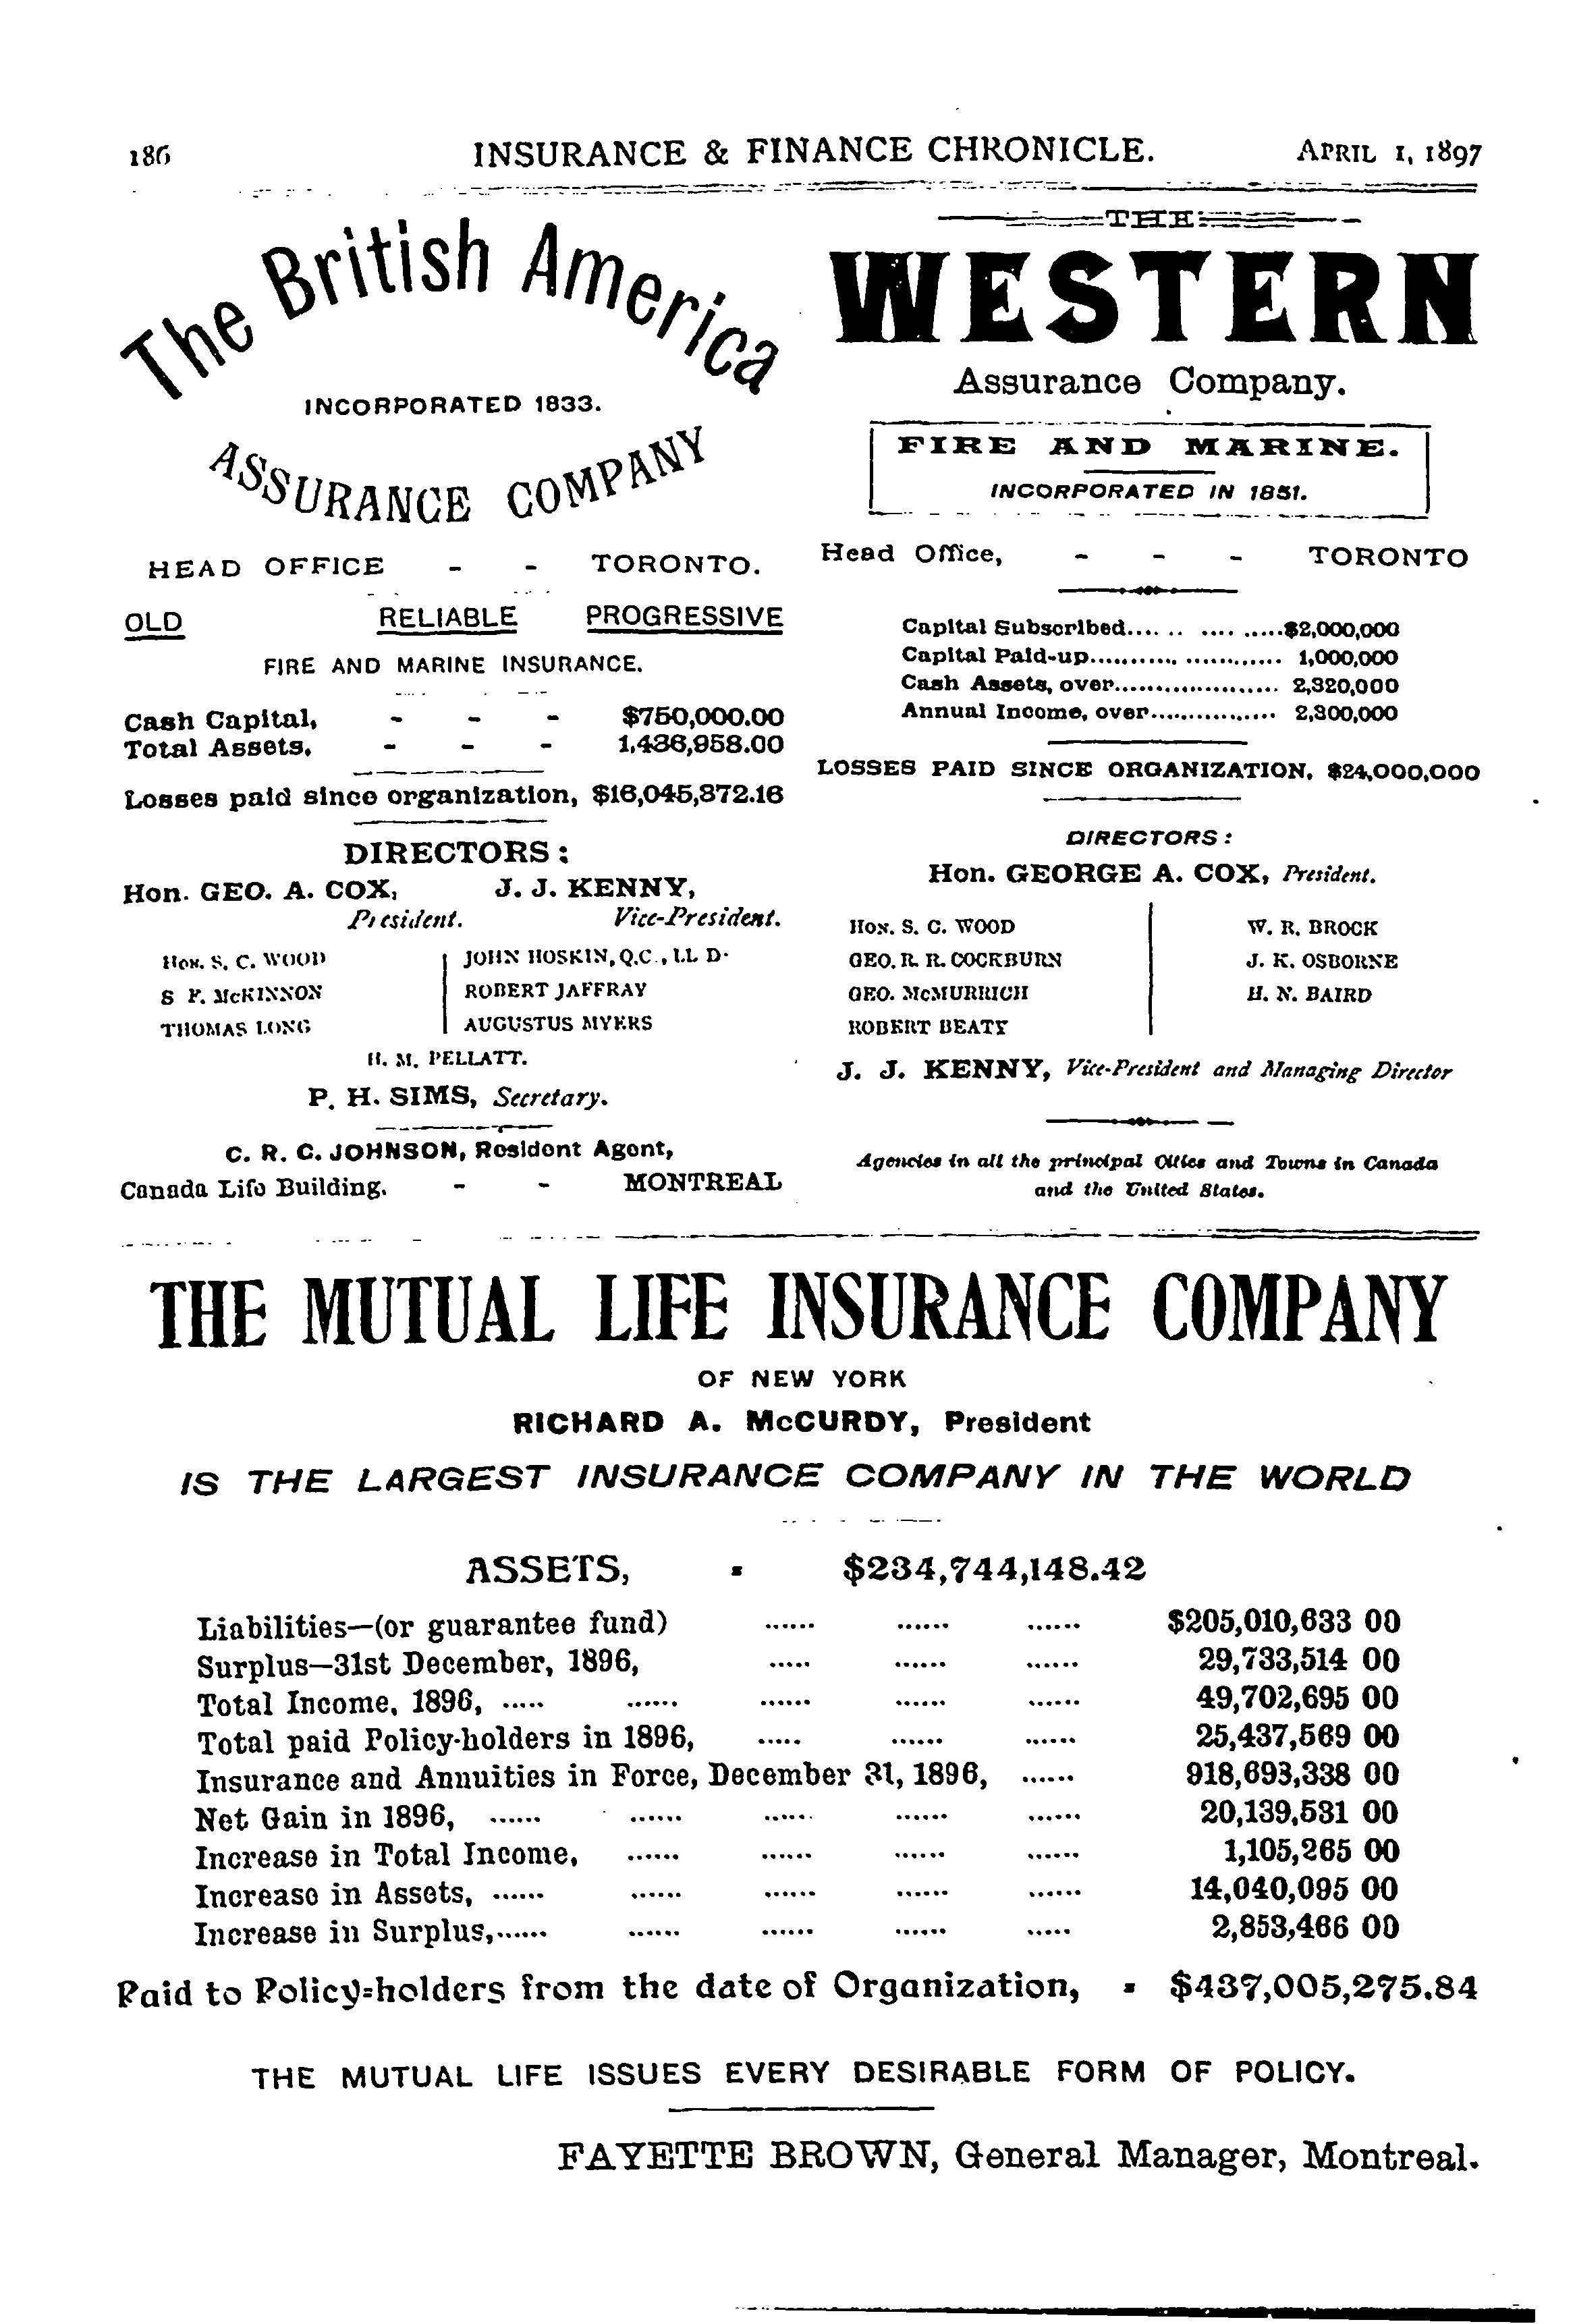 186 INSURANCE & FINANCE CHRONICLE. APRIL 1, 1897
The British America
INCORPORATED 1833.
ASSURANCE COMPANY
HEAD OFFICE - - TORONTO.
OLD RELIABLE PROGRESSIVE
FIRE AND MARINE INSURANCE.
Cash Capital, - - - $750,000.00
Total Assets, - - - 1,436,958.00
Losses paid since organization, $16,045,872.16
DIRECTORS:
Hon. GEO. A. COX, J. J. KENNY,
President. Vice-President.
HON. S. C. WOOD JOHN HOSKIN, Q.C., LL D.
S F. McKINNON ROBERT JAFFRAY
THOMAS LONG AUGUSTUS MYERS
H. M. PELLATT.
P. H. SIMS, Secretary.
C. R. C. JOHNSON, Resident Agent,
Canada Life Building. - - MONTREAL
THE
WESTERN
Assurance Company.
FIRE AND MARINE.
INCORPORATED IN 1851.
Head Office, - - - TORONTO
Capital Subscribed.... .. .... .....$2,000,000
Capital Paid-up........... ............ 1,000,000
Cash Assets, over.................... 2,320,000
Annual Income, over............... 2,300,000
LOSSES PAID SINCE ORGANIZATION, $24,000,000
DIRECTORS:
Hon. GEORGE A. COX, President.
HON. S. C. WOOD W. R. BROCK
GEO. R. R. COCKBURN J. K. OSBORNE
GEO. McMURRICH H. N. BAIRD
ROBERT BEATY
J. J. KENNY, Vice-President and Managing Director
Agencies in all the principal Cities and Towns in Canada
and the United States.
THE MUTUAL LIFE INSURANCE COMPANY
OF NEW YORK
RICHARD A. McCURDY, President
IS THE LARGEST INSURANCE COMPANY IN THE WORLD
ASSETS, - $234,744,148.42
Liabilities—(or guarantee fund) ...... ...... ...... $205,010,633 00
Surplus—31st December, 1896, ..... ...... ...... 29,733,514 00
Total Income, 1896, ..... ...... ...... ...... ...... 49,702,695 00
Total paid Policy-holders in 1896, ..... ...... ...... 25,437,569 00
Insurance and Annuities in Force, December 31, 1896, ...... 918,693,338 00
Net Gain in 1896, ...... ...... ...... ...... ...... 20,139,531 00
Increase in Total Income, ...... ...... ...... ...... 1,105,265 00
Increase in Assets, ...... ...... ...... ...... ...... 14,040,095 00
Increase in Surplus,...... ...... ...... ...... ..... 2,853,466 00
Paid to Policy-holders from the date of Organization, - $437,005,275.84
THE MUTUAL LIFE ISSUES EVERY DESIRABLE FORM OF POLICY.
FAYETTE BROWN, General Manager, Montreal.